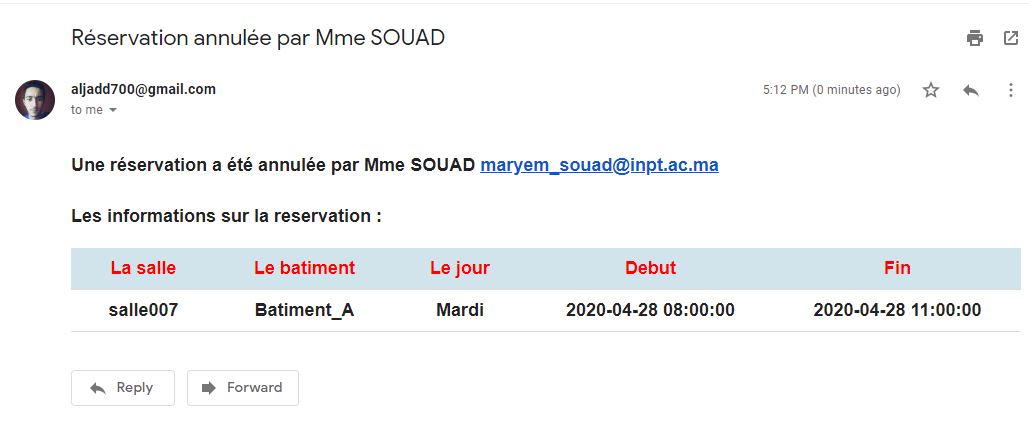 Réservation annulée par Mme SOUAD
aljadd700@gmail.com
5:12 PM (0 minutes ago)
to me
Une réservation a été annulée par Mme SOUAD maryem_souad@inpt.ac.ma
Les informations sur la reservation :
La salle Le batiment Le jour Debut Fin
salle007 Batiment_A Mardi 2020-04-28 08:00:00 2020-04-28 11:00:00
Reply Forward